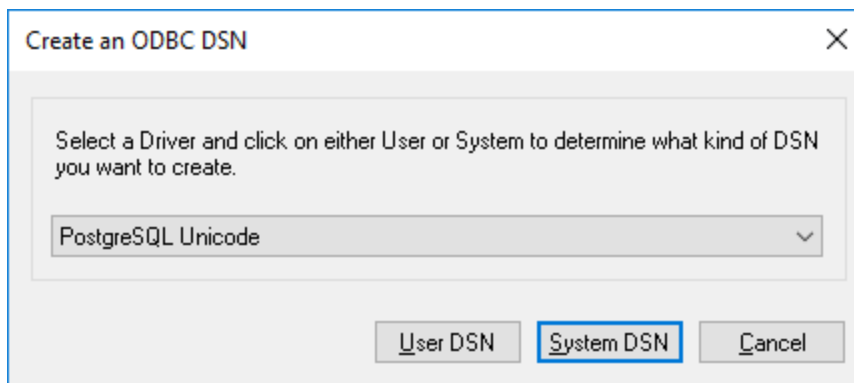 Create an ODBC DSN
Select a Driver and click on either User or System to determine what kind of DSN
you want to create.
PostgreSQL Unicode
User DSN
System DSN
Cancel